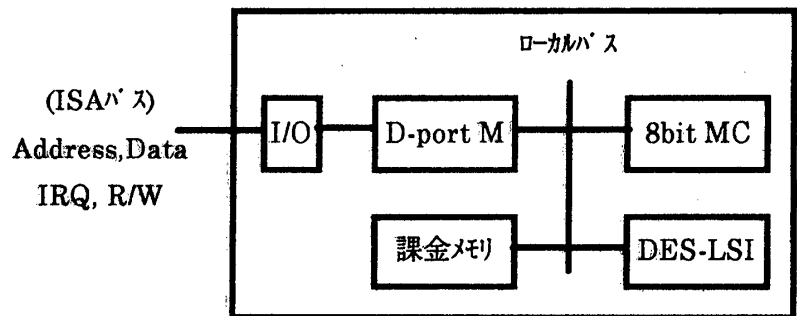 ローカルバス
(ISAバス)
Address,Data
IRQ, R/W
I/O
D-port M
8bit MC
課金メモリ
DES-LSI